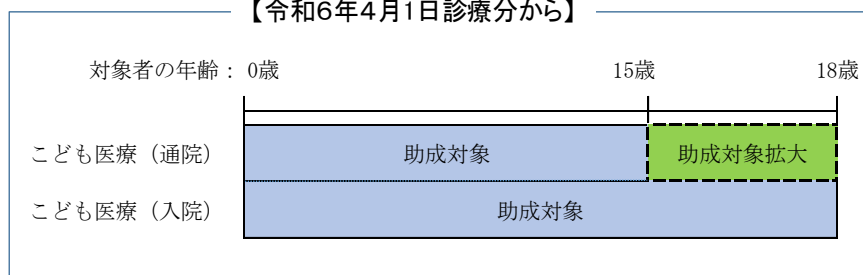 【令和6年4月1日診療分から】
対象者の年齢： 0歳 15歳 18歳
こども医療（通院） 助成対象 助成対象拡大
こども医療（入院） 助成対象